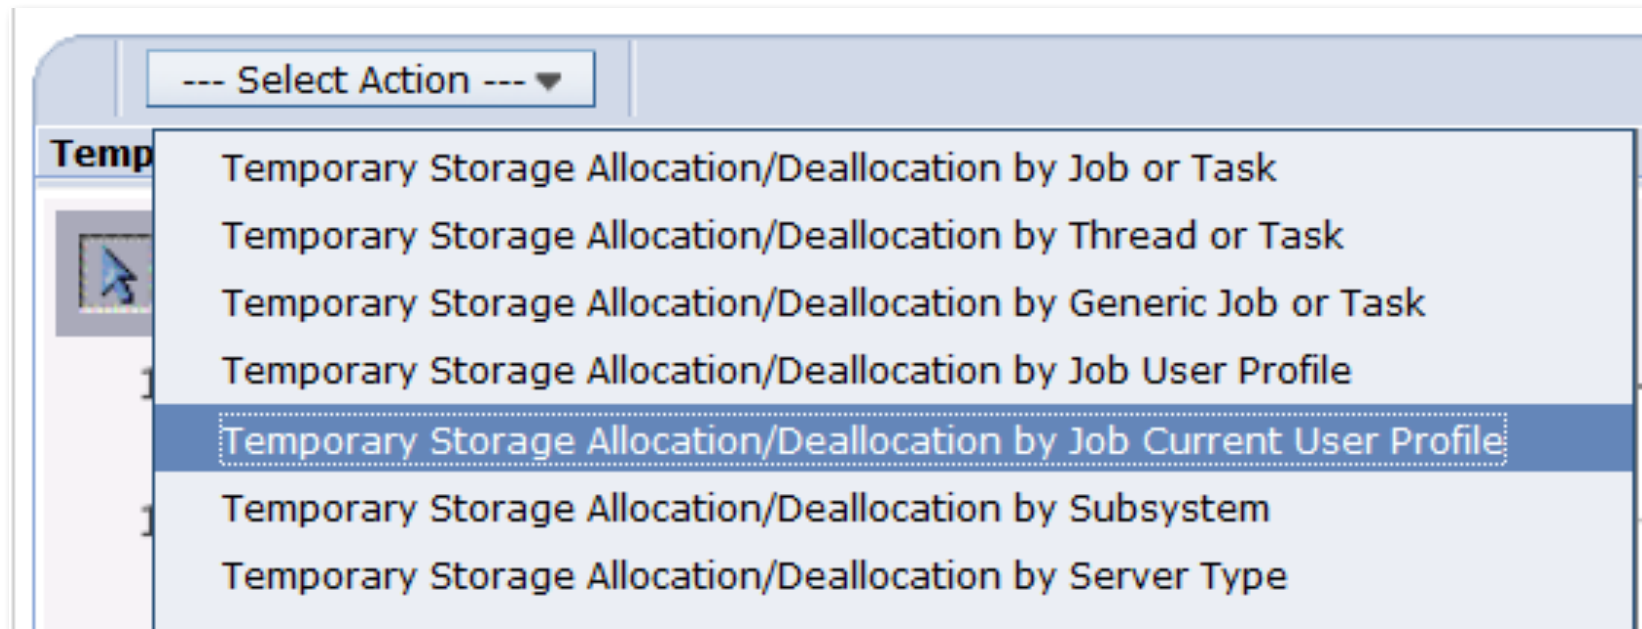 --- Select Action ---
Temp
Temporary Storage Allocation/Deallocation by Job or Task
Temporary Storage Allocation/Deallocation by Thread or Task
Temporary Storage Allocation/Deallocation by Generic Job or Task
Temporary Storage Allocation/Deallocation by Job User Profile
Temporary Storage Allocation/Deallocation by Job Current User Profile
Temporary Storage Allocation/Deallocation by Subsystem
Temporary Storage Allocation/Deallocation by Server Type